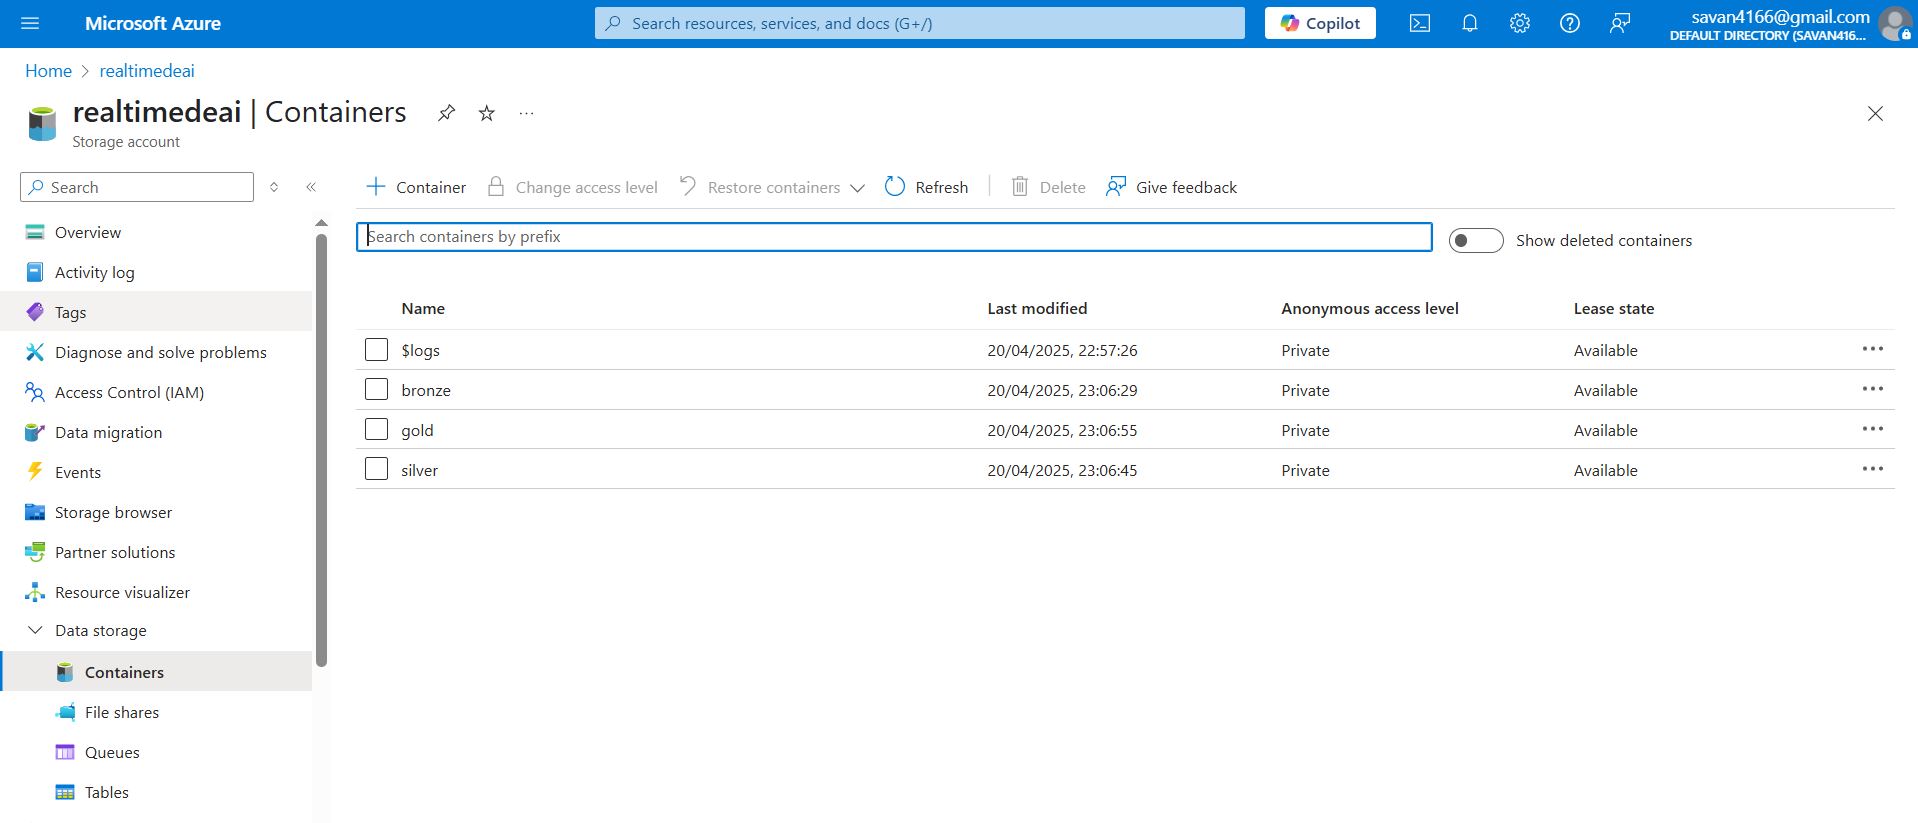 Microsoft Azure
Search resources, services, and docs (G+/)
Copilot
savan4166@gmail.com
DEFAULT DIRECTORY (SAVAN416...
Home > realtimedeai
realtimedeai | Containers
Storage account
Search
Container
Change access level
Restore containers
Refresh
Delete
Give feedback
Search containers by prefix
Show deleted containers
Overview
Activity log
Tags
Diagnose and solve problems
Access Control (IAM)
Data migration
Events
Storage browser
Partner solutions
Resource visualizer
Data storage
Containers
File shares
Queues
Tables
Name Last modified Anonymous access level Lease state
$logs 20/04/2025, 22:57:26 Private Available
bronze 20/04/2025, 23:06:29 Private Available
gold 20/04/2025, 23:06:55 Private Available
silver 20/04/2025, 23:06:45 Private Available